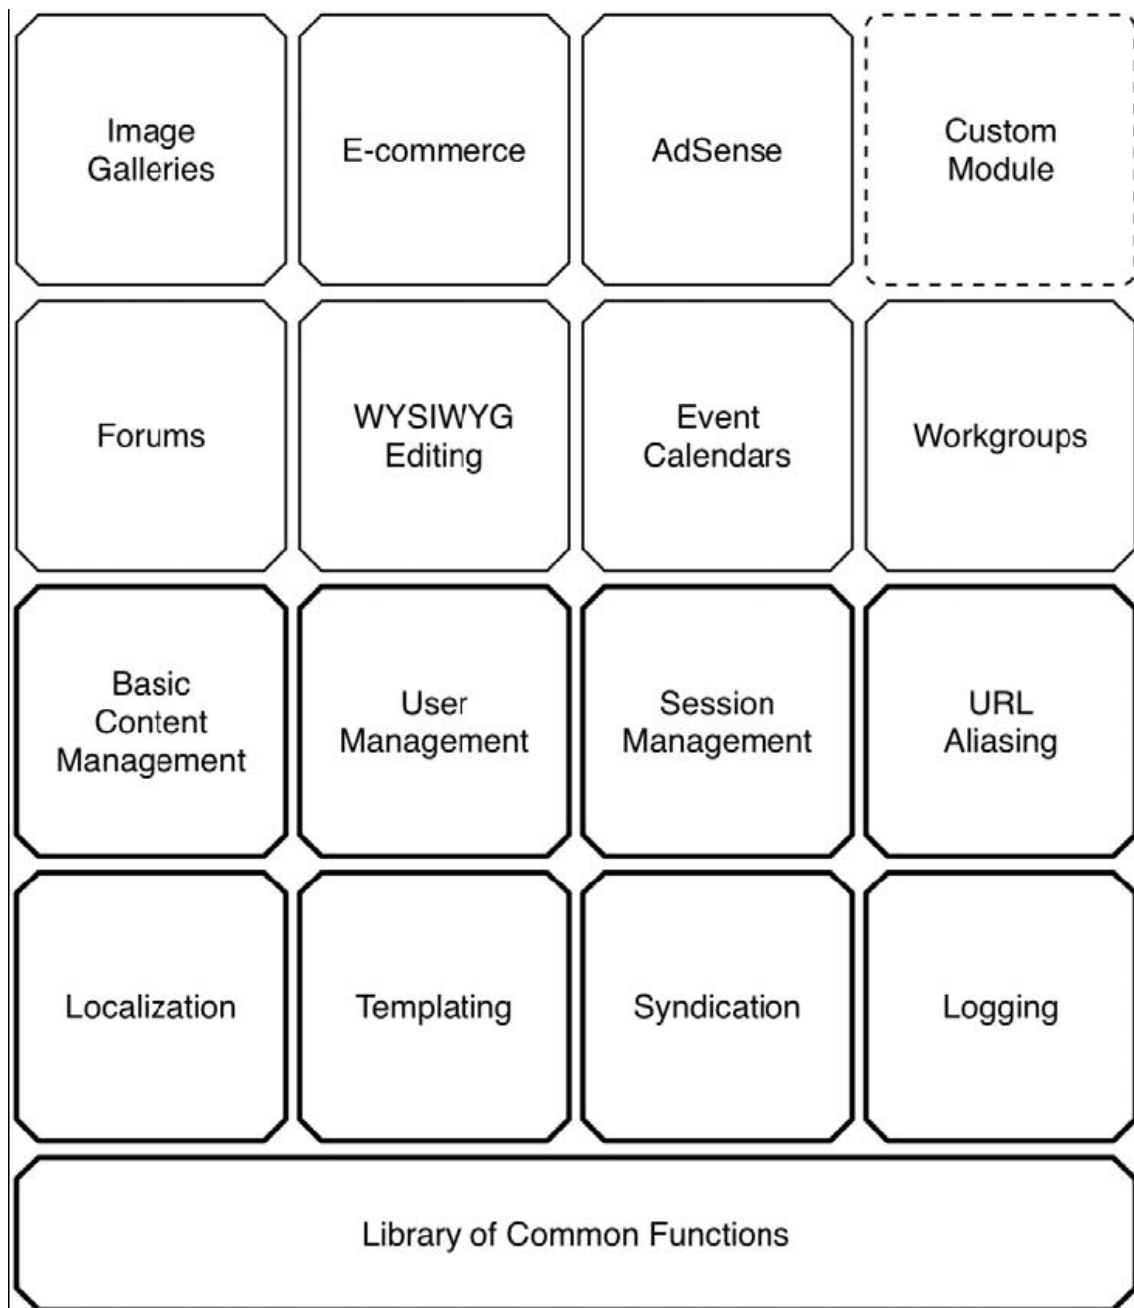 Image
Galleries
E-commerce
AdSense
Custom
Module
Forums
WYSIWYG
Editing
Event
Calendars
Workgroups
Basic
Content
Management
User
Management
Session
Management
URL
Aliasing
Localization
Templating
Syndication
Logging
Library of Common Functions